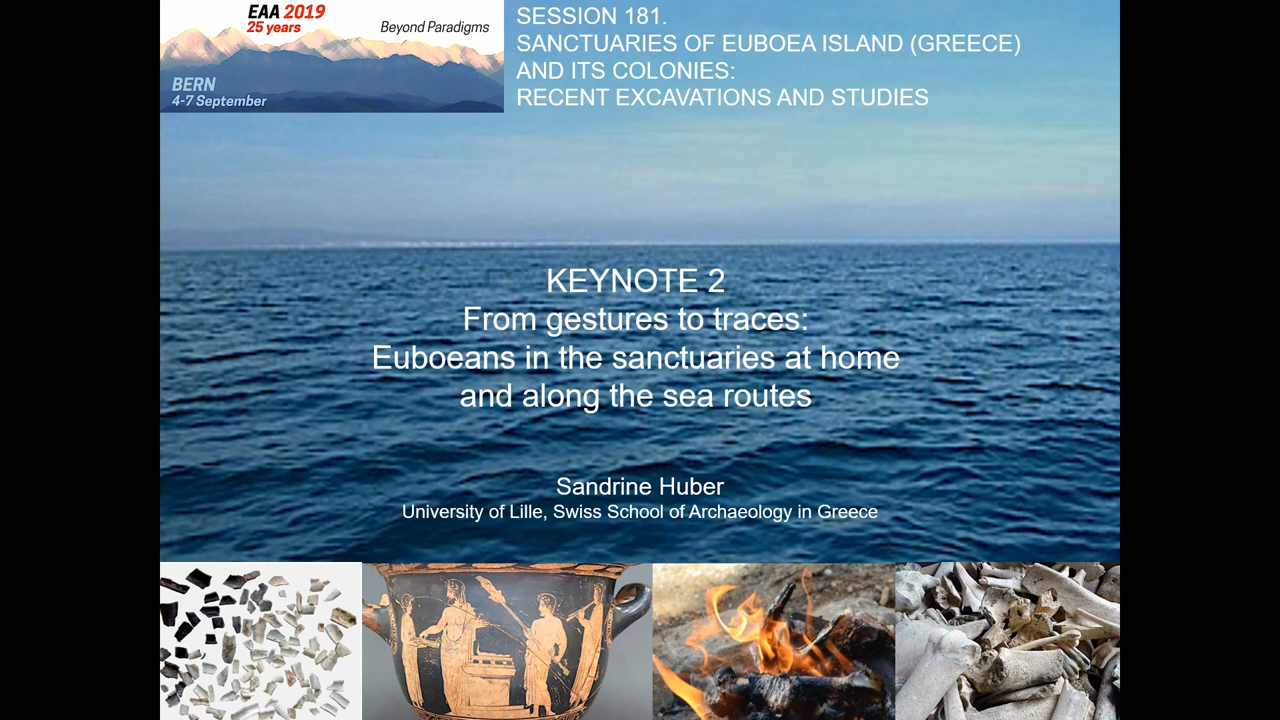 EAA 2019
25 years
Beyond Paradigms
BERN
4-7 September
SESSION 181.
SANCTUARIES OF EUBOEA ISLAND (GREECE)
AND ITS COLONIES:
RECENT EXCAVATIONS AND STUDIES
KEYNOTE 2
From gestures to traces:
Euboeans in the sanctuaries at home
and along the sea routes
Sandrine Huber
University of Lille, Swiss School of Archaeology in Greece